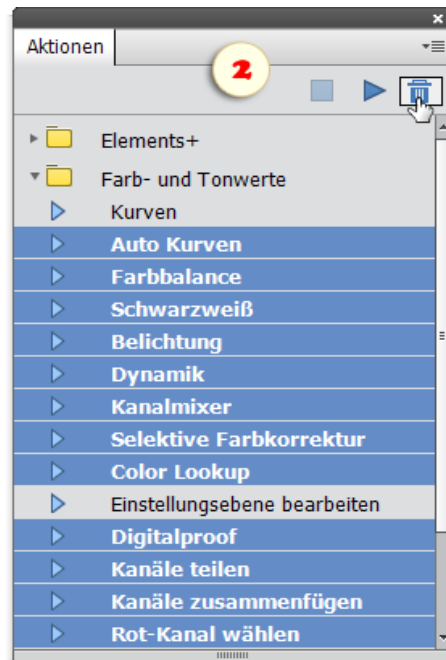 Aktionen
2
Elements+
Farb- und Tonwerte
Kurven
Auto Kurven
Farbbalance
Schwarzweiß
Belichtung
Dynamik
Kanalmixer
Selektive Farbkorrektur
Color Lookup
Einstellungsebene bearbeiten
Digitalproof
Kanäle teilen
Kanäle zusammenfügen
Rot-Kanal wählen